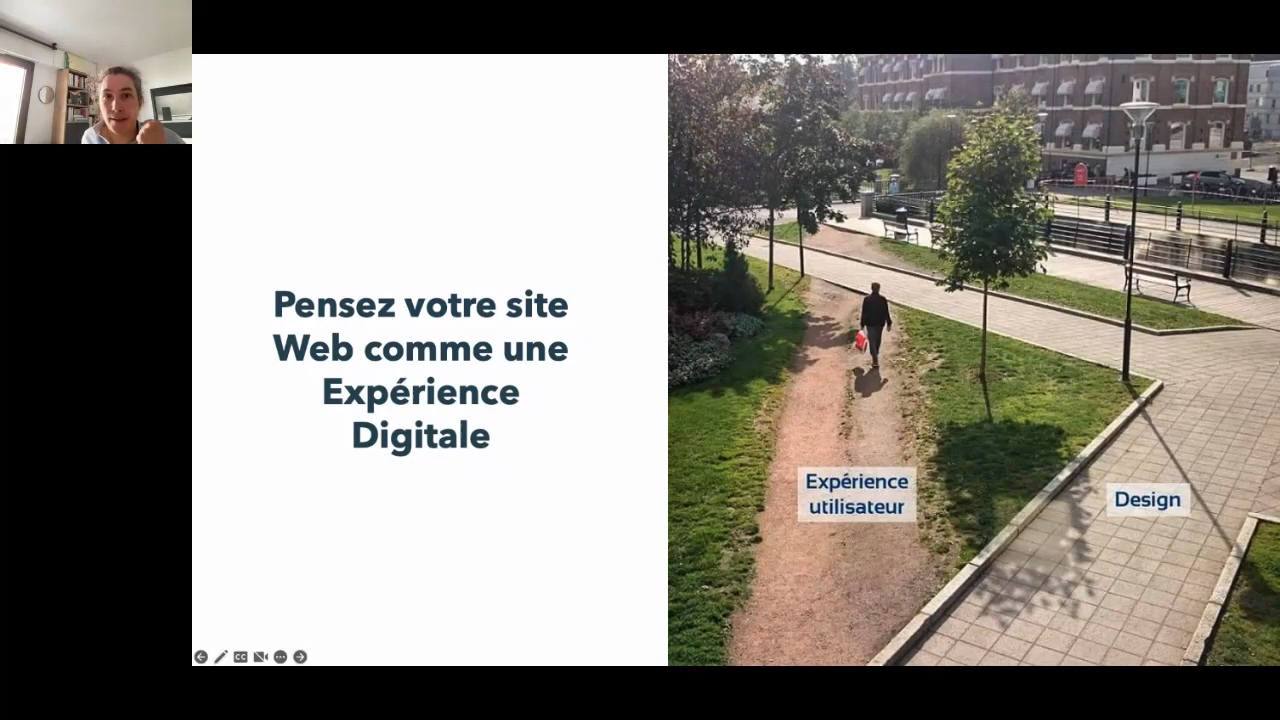 Pensez votre site
Web comme une
Expérience
Digitale
Expérience
utilisateur
Design